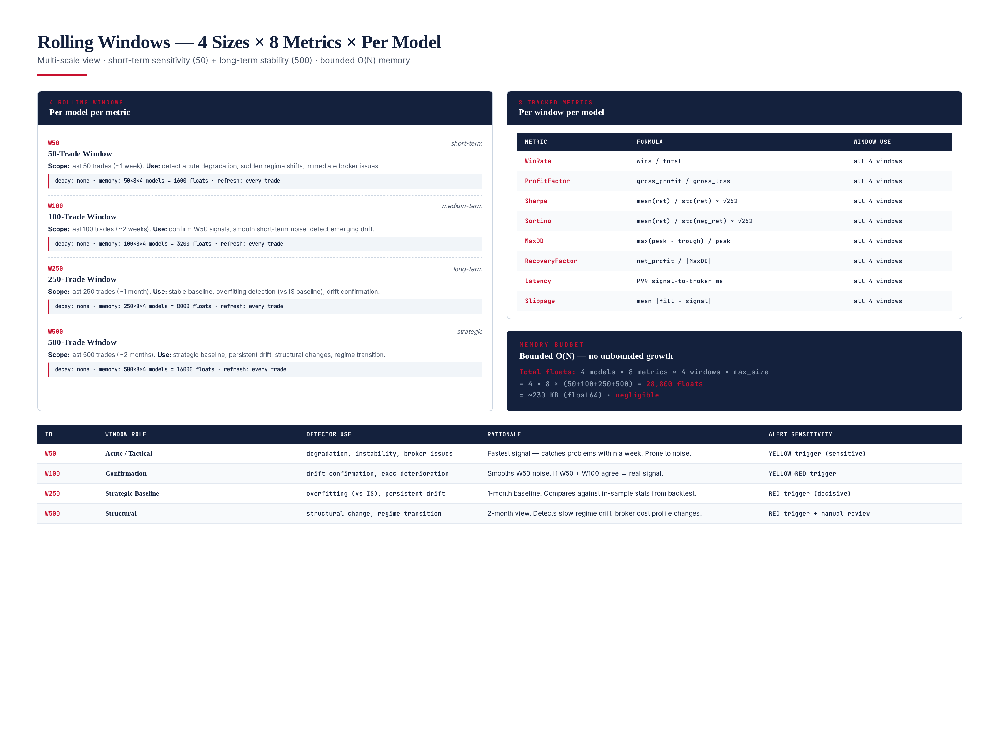 Rolling Windows — 4 Sizes × 8 Metrics × Per Model
Multi-scale view · short-term sensitivity (50) + long-term stability (500) · bounded O(N) memory
4 ROLLING WINDOWS
Per model per metric
W50 short-term
50-Trade Window
Scope: last 50 trades (~1 week). Use: detect acute degradation, sudden regime shifts, immediate broker issues.
decay: none · memory: 50×8×4 models = 1600 floats · refresh: every trade
W100 medium-term
100-Trade Window
Scope: last 100 trades (~2 weeks). Use: confirm W50 signals, smooth short-term noise, detect emerging drift.
decay: none · memory: 100×8×4 models = 3200 floats · refresh: every trade
W250 long-term
250-Trade Window
Scope: last 250 trades (~1 month). Use: stable baseline, overfitting detection (vs IS baseline), drift confirmation.
decay: none · memory: 250×8×4 models = 8000 floats · refresh: every trade
W500 strategic
500-Trade Window
Scope: last 500 trades (~2 months). Use: strategic baseline, persistent drift, structural changes, regime transition.
decay: none · memory: 500×8×4 models = 16000 floats · refresh: every trade
8 TRACKED METRICS
Per window per model
METRIC FORMULA WINDOW USE
WinRate wins / total all 4 windows
ProfitFactor gross_profit / gross_loss all 4 windows
Sharpe mean(ret) / std(ret) × √252 all 4 windows
Sortino mean(ret) / std(neg_ret) × √252 all 4 windows
MaxDD max(peak - trough) / peak all 4 windows
RecoveryFactor net_profit / |MaxDD| all 4 windows
Latency P99 signal-to-broker ms all 4 windows
Slippage mean |fill - signal| all 4 windows
MEMORY BUDGET
Bounded O(N) — no unbounded growth
Total floats: 4 models × 8 metrics × 4 windows × max_size
= 4 × 8 × (50+100+250+500) = 28,800 floats
= ~230 KB (float64) · negligible
ID WINDOW ROLE DETECTOR USE RATIONALE ALERT SENSITIVITY
W50 Acute / Tactical degradation, instability, broker issues Fastest signal — catches problems within a week. Prone to noise. YELLOW trigger (sensitive)
W100 Confirmation drift confirmation, exec deterioration Smooths W50 noise. If W50 + W100 agree → real signal. YELLOW→RED trigger
W250 Strategic Baseline overfitting (vs IS), persistent drift 1-month baseline. Compares against in-sample stats from backtest. RED trigger (decisive)
W500 Structural structural change, regime transition 2-month view. Detects slow regime drift, broker cost profile changes. RED trigger + manual review